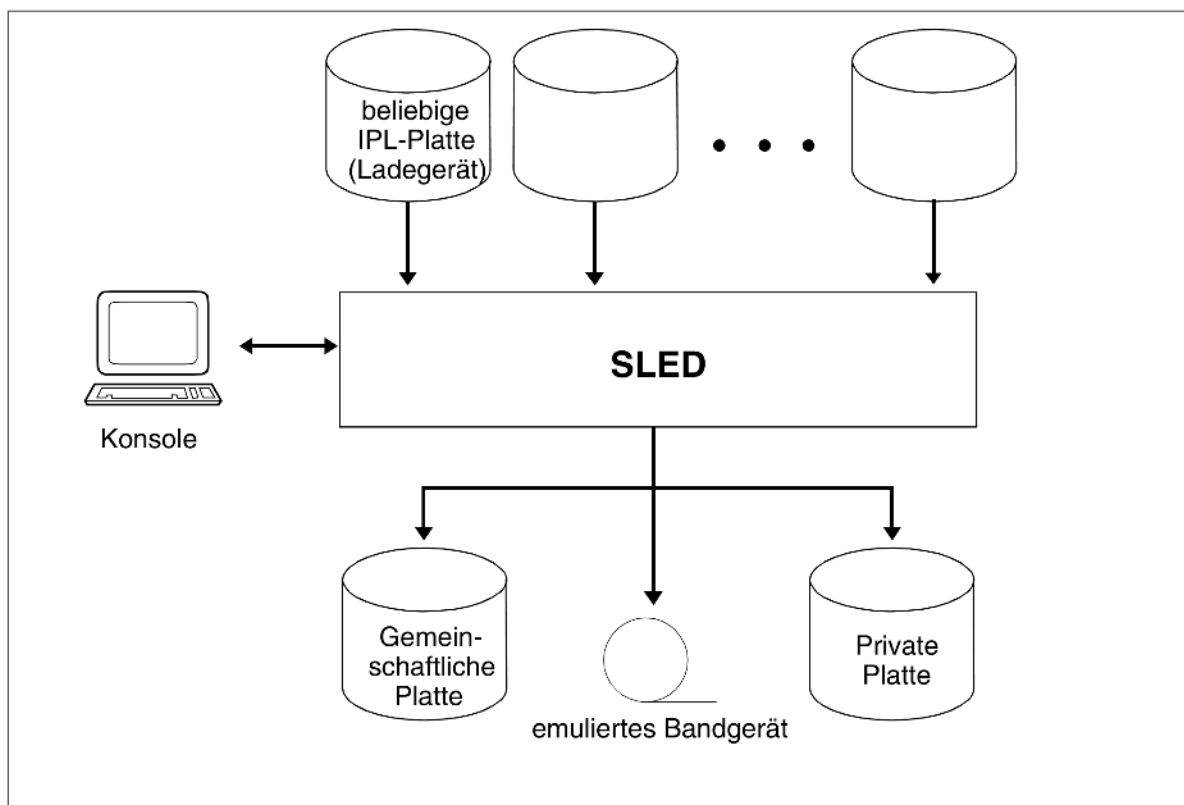 beliebige
IPL-Platte
(Ladegerät)
SLED
Konsole
Gemein-
schaftliche
Platte
emuliertes Bandgerät
Private
Platte